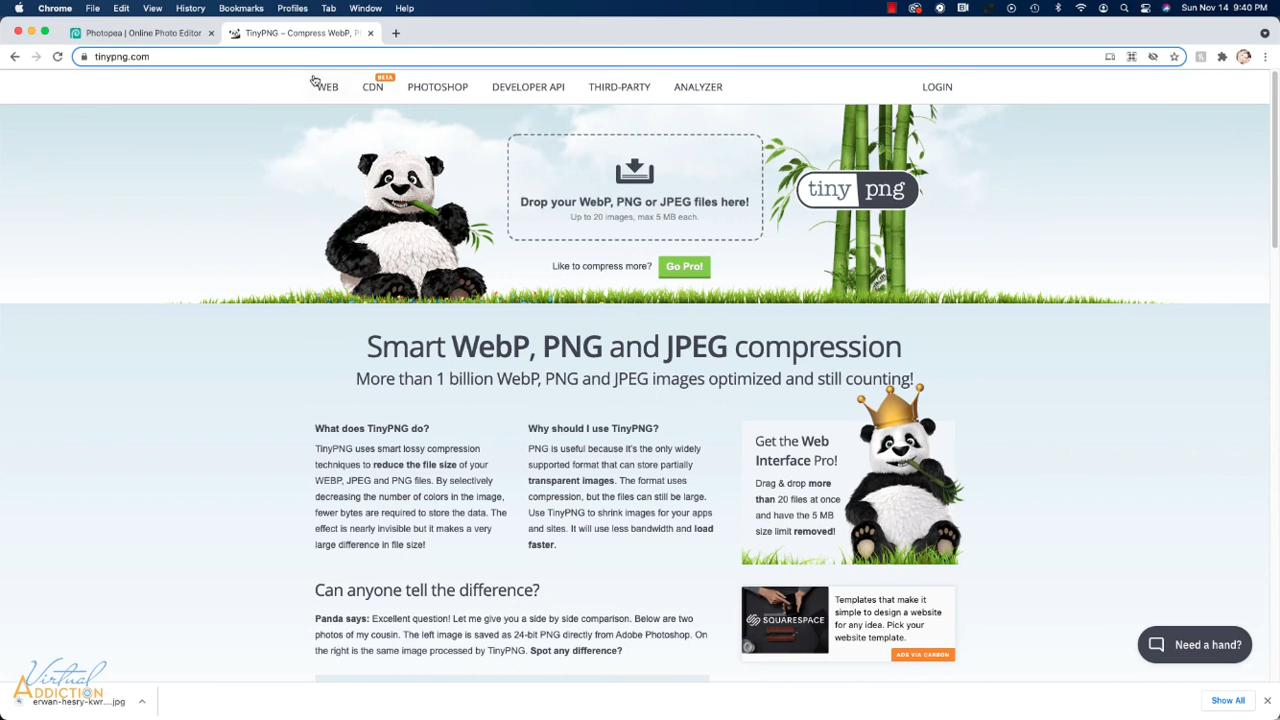 Chrome File Edit View History Bookmarks Profiles Tab Window Help
Sun Nov 14 9:40 PM
Photopea | Online Photo Editor
TinyPNG – Compress WebP, P
tinypng.com
WEB
CDN
BETA
PHOTOSHOP
DEVELOPER API
THIRD-PARTY
ANALYZER
LOGIN
Drop your WebP, PNG or JPEG files here!
Up to 20 images, max 5 MB each.
tiny png
Like to compress more?
Go Pro!
Smart WebP, PNG and JPEG compression
More than 1 billion WebP, PNG and JPEG images optimized and still counting!
What does TinyPNG do?
TinyPNG uses smart lossy compression
techniques to reduce the file size of your
WEBP, JPEG and PNG files. By selectively
decreasing the number of colors in the image,
fewer bytes are required to store the data. The
effect is nearly invisible but it makes a very
large difference in file size!
Why should I use TinyPNG?
PNG is useful because it's the only widely
supported format that can store partially
transparent images. The format uses
compression, but the files can still be large.
Use TinyPNG to shrink images for your apps
and sites. It will use less bandwidth and load
faster.
Get the Web
Interface Pro!
Drag & drop more
than 20 files at once
and have the 5 MB
size limit removed!
Can anyone tell the difference?
Panda says: Excellent question! Let me give you a side by side comparison. Below are two
photos of my cousin. The left image is saved as 24-bit PNG directly from Adobe Photoshop. On
the right is the same image processed by TinyPNG. Spot any difference?
SQUARESPACE
Templates that make it
simple to design a website
for any idea. Pick your
website template.
ADS VIA CARBON
Need a hand?
Virtual
ADDICTION
erwan-hesry-kwr....jpg
Show All